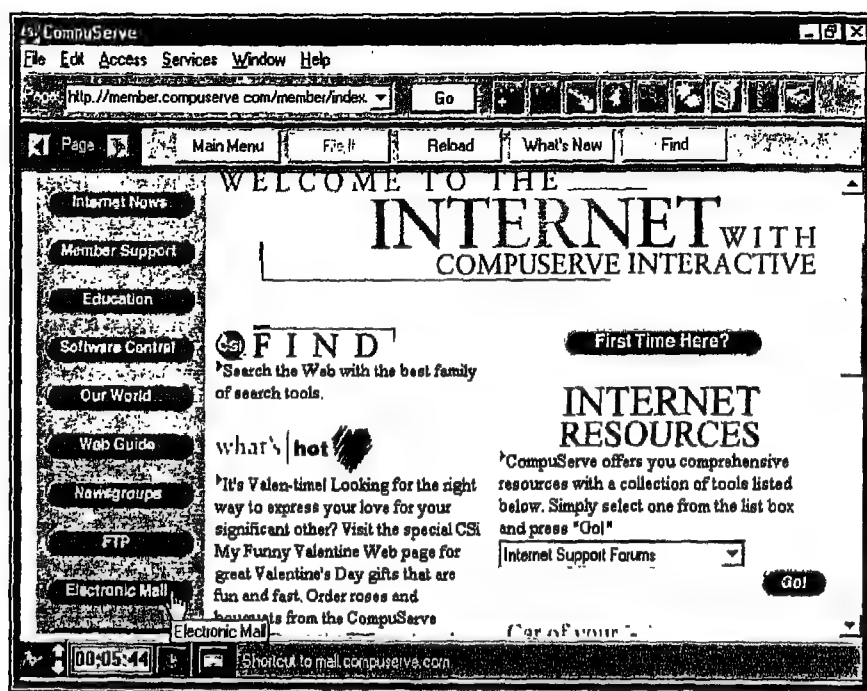 CompuServe
File Edit Access Services Window Help
Page: http://member.compuserve.com/member/index. Go
Page Main Menu File It Reload What's New Find
Internet News
Member Support
Education
Software Central
Our World
Web Guide
Newsgroups
FTP
Electronic Mail
Electronic Mail
WELCOME TO THE
INTERNET WITH
COMPUSERVE INTERACTIVE
CSi FIND
Search the Web with the best family
of search tools.
what's hot
It's Valen-time! Looking for the right
way to express your love for your
significant other? Visit the special CSi
My Funny Valentine Web page for
great Valentine's Day gifts that are
fun and fast. Order roses and
bouquets from the CompuServe
First Time Here?
INTERNET
RESOURCES
CompuServe offers you comprehensive
resources with a collection of tools listed
below. Simply select one from the list box
and press "Go!"
Internet Support Forums
Go!
00:05:44 Shortcut to mail.compuserve.com